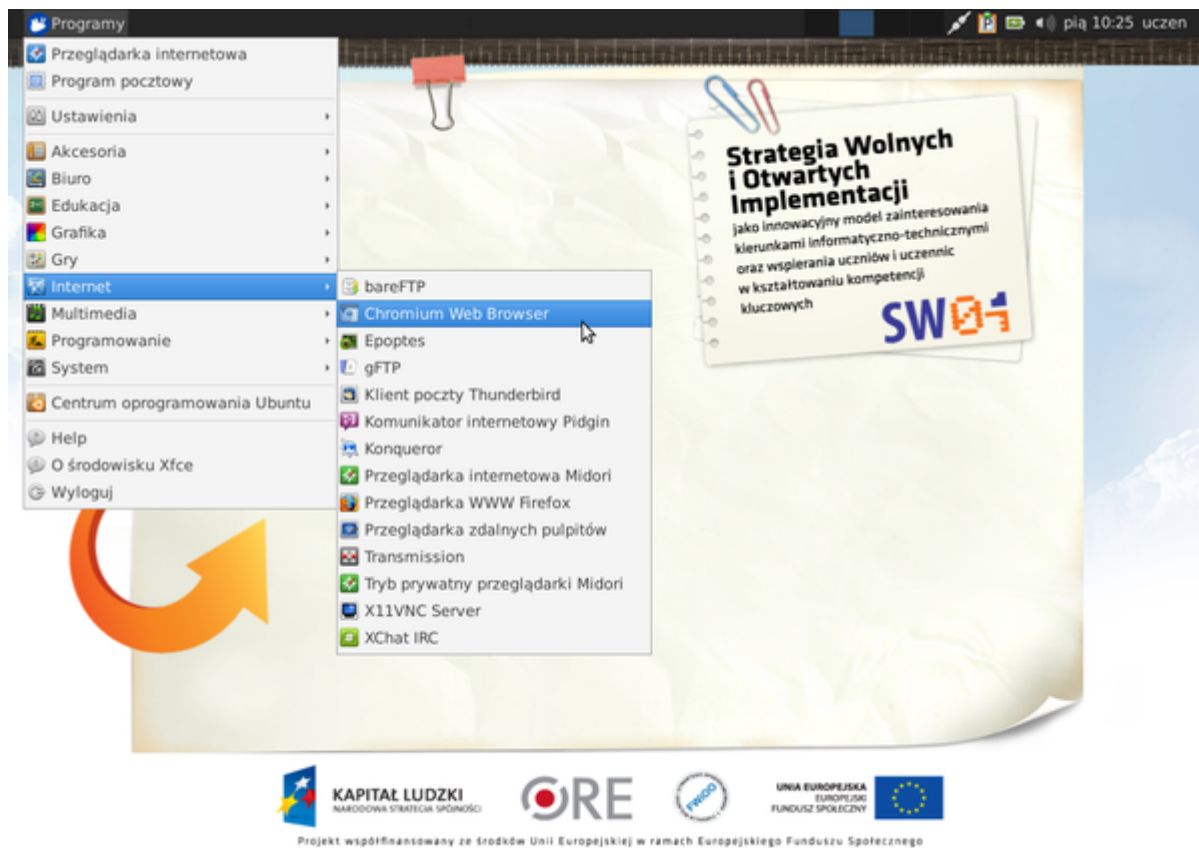 Programy
pią 10:25 uczen
Przeglądarka internetowa
Program pocztowy
Ustawienia
Akcesoria
Biuro
Edukacja
Grafika
Gry
Internet
Multimedia
Programowanie
System
Centrum oprogramowania Ubuntu
Help
O środowisku Xfce
Wyloguj
bareFTP
Chromium Web Browser
Epoptes
gFTP
Klient poczty Thunderbird
Komunikator internetowy Pidgin
Konqueror
Przeglądarka internetowa Midori
Przeglądarka WWW Firefox
Przeglądarka zdalnych pulpitów
Transmission
Tryb prywatny przeglądarki Midori
X11VNC Server
XChat IRC
Strategia Wolnych
i Otwartych
Implementacji
jako innowacyjny model zainteresowania
kierunkami informatyczno-technicznymi
oraz wspierania uczniów i uczennic
w kształtowaniu kompetencji
kluczowych
SW01
KAPITAŁ LUDZKI
NARODOWA STRATEGIA SPÓJNOŚCI
ORE
FWIOO
UNIA EUROPEJSKA
EUROPEJSKI
FUNDUSZ SPOŁECZNY
Projekt współfinansowany ze środków Unii Europejskiej w ramach Europejskiego Funduszu Społecznego